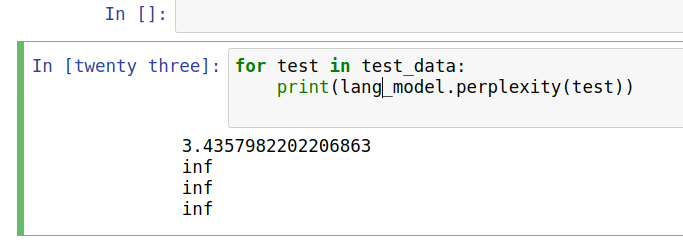 In []:
In [twenty three]: for test in test_data:
print(lang_model.perplexity(test))
3.4357982202206863
inf
inf
inf